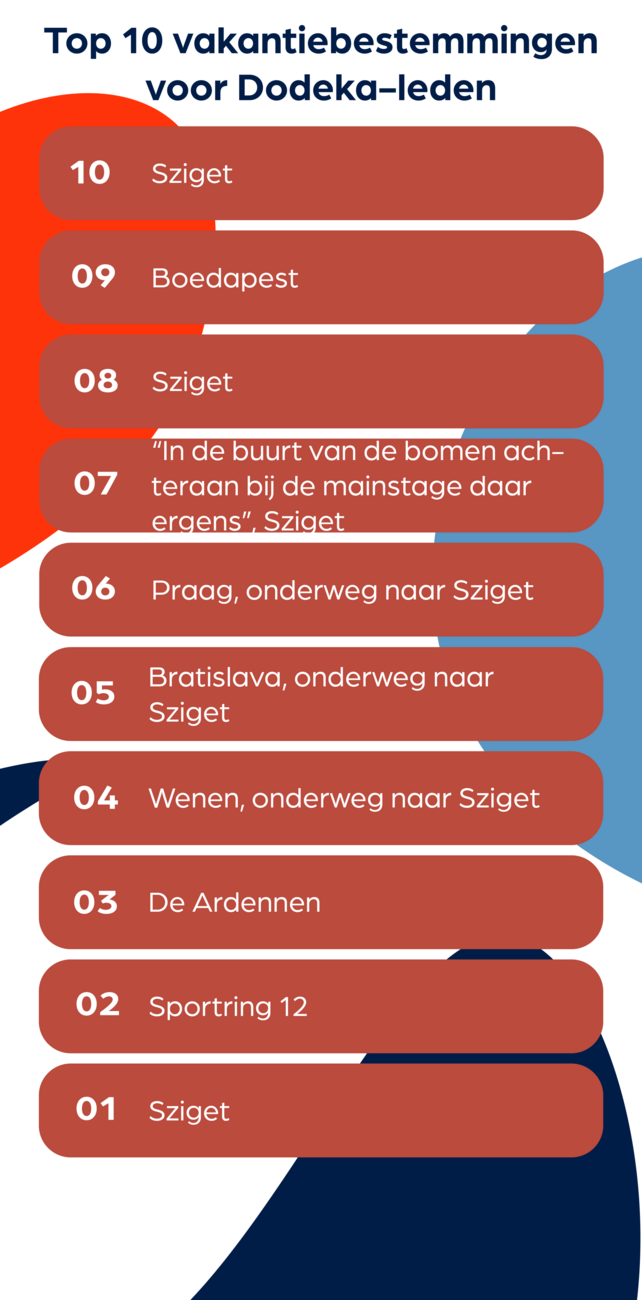 Top 10 vakantiebestemmingen
voor Dodeka-leden
10 Sziget
09 Boedapest
08 Sziget
07 “In de buurt van de bomen ach-
teraan bij de mainstage daar
ergens”, Sziget
06 Praag, onderweg naar Sziget
05 Bratislava, onderweg naar
Sziget
04 Wenen, onderweg naar Sziget
03 De Ardennen
02 Sportring 12
01 Sziget